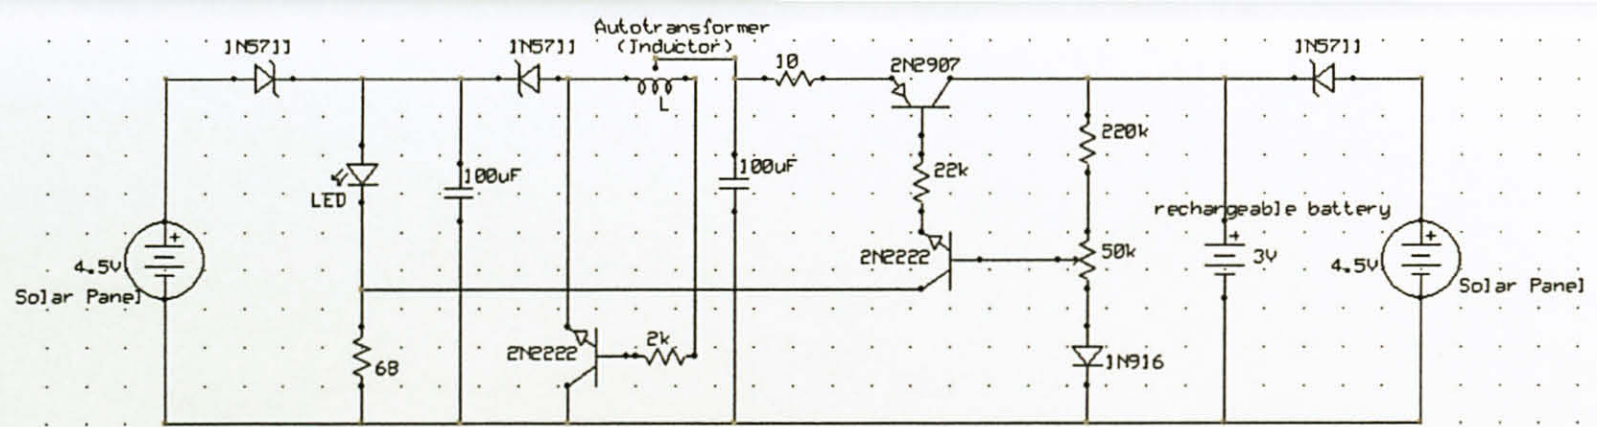 Autotransformer
1N5711
1N5711
(Inductor)
10
2N2907
1N5711
L
220k
LED
100uF
100uF
22k
rechargeable battery
+
4.5V
Solar Panel
2N2222
50k
+
3V
+
4.5V
Solar Panel
68
2N2222
2k
1N916